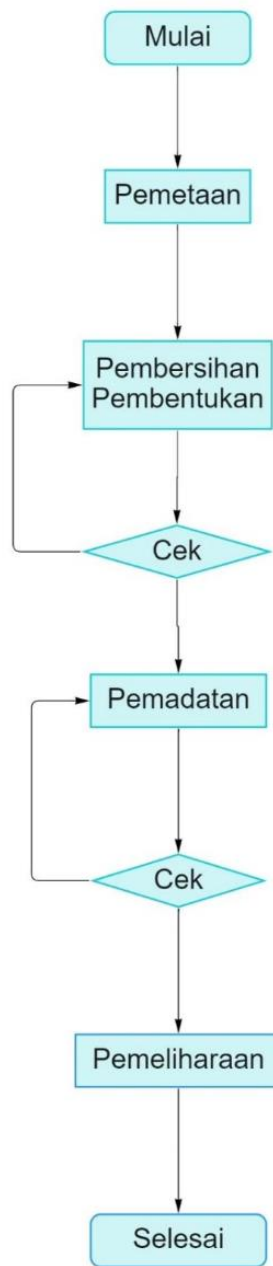 Mulai
Pemetaan
Pembersihan
Pembentukan
Cek
Pemadatan
Cek
Pemeliharaan
Selesai